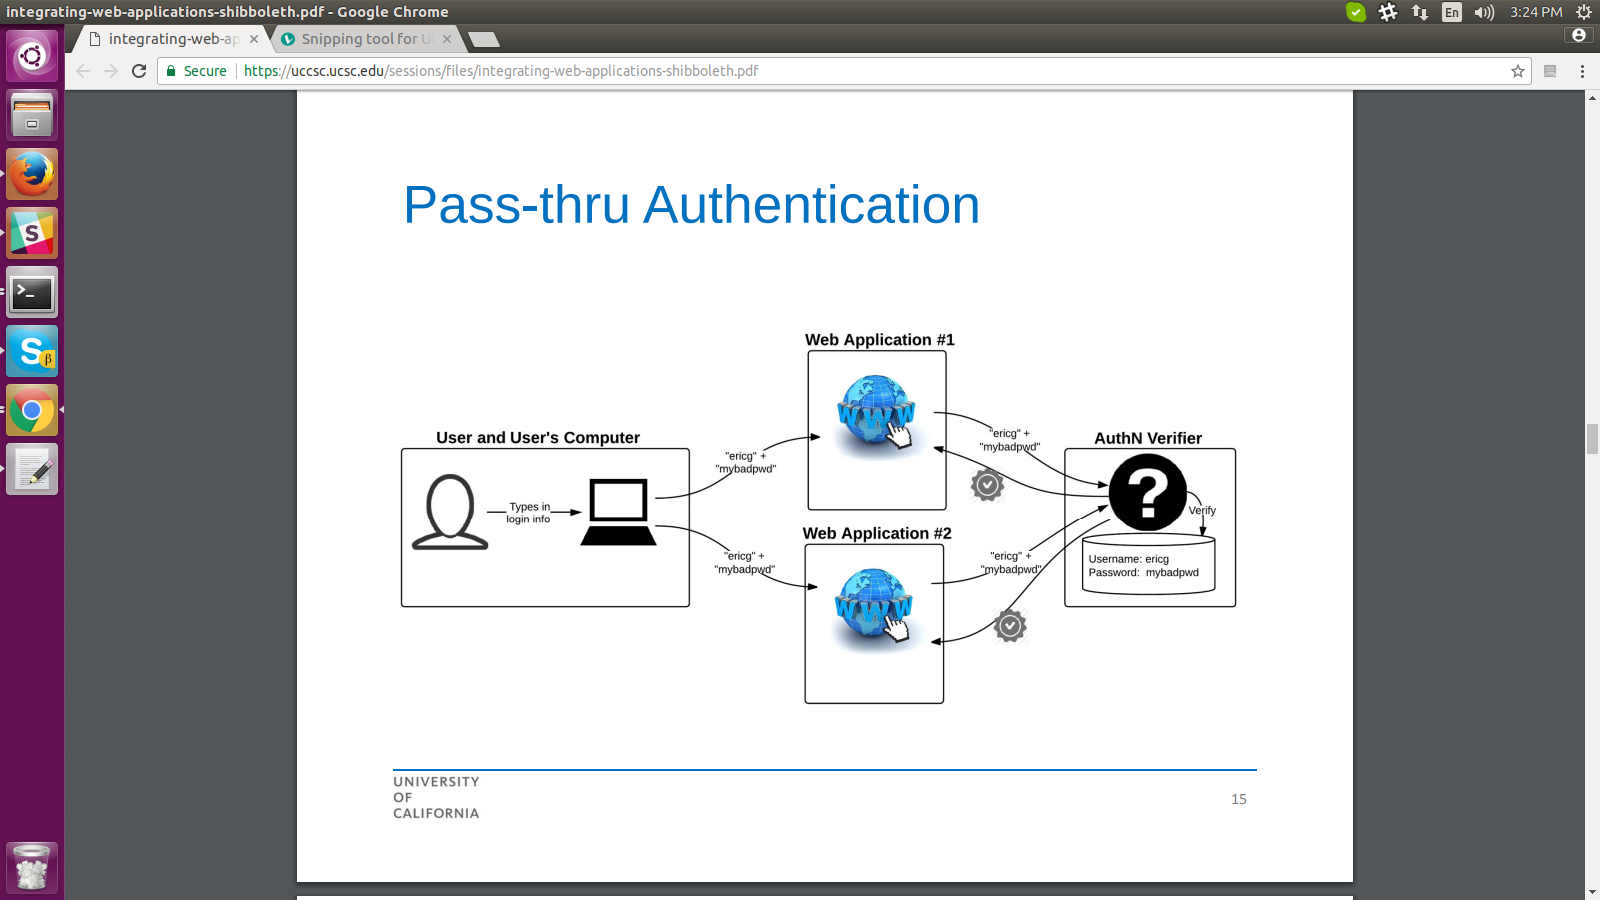 integrating-web-applications-shibboleth.pdf - Google Chrome
En
3:24 PM
integrating-web-ap
Snipping tool for U
Secure
https://uccsc.ucsc.edu/sessions/files/integrating-web-applications-shibboleth.pdf
Pass-thru Authentication
Web Application #1
WWW
User and User's Computer
Types in
login info
"ericg" +
"mybadpwd"
"ericg" +
"mybadpwd"
"ericg" +
"mybadpwd"
AuthN Verifier
?
Verify
Username: ericg
Password: mybadpwd
Web Application #2
WWW
"ericg" +
"mybadpwd"
UNIVERSITY
OF
CALIFORNIA
15
S
>_
S
β